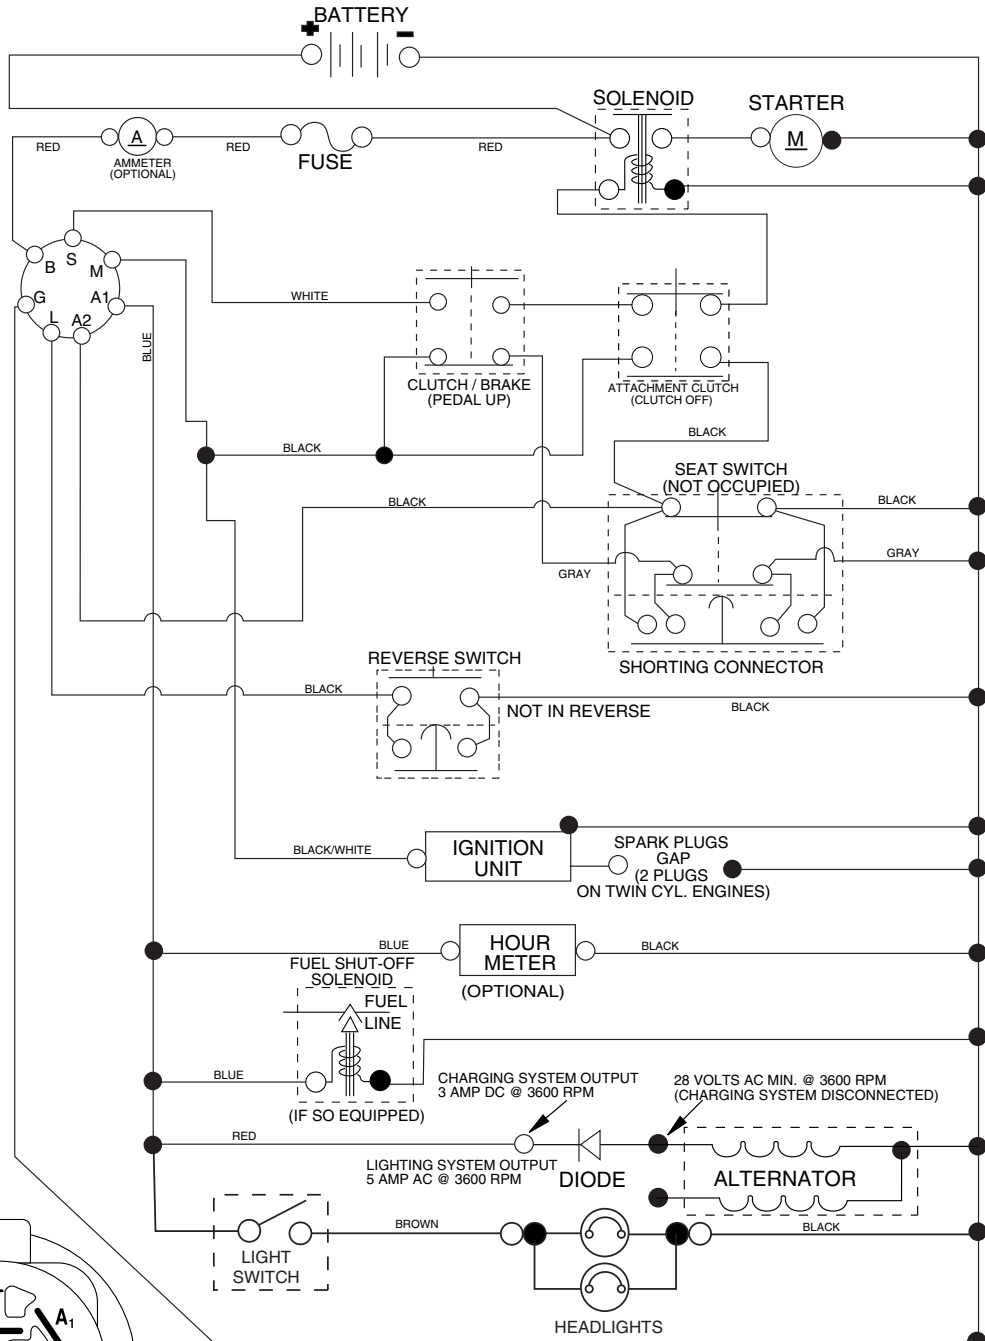 BATTERY
+ -
SOLENOID
STARTER
A
M
RED
RED
RED
AMMETER
(OPTIONAL)
FUSE
B
S
M
G
A1
L
A2
WHITE
BLUE
CLUTCH / BRAKE
(PEDAL UP)
ATTACHMENT CLUTCH
(CLUTCH OFF)
BLACK
BLACK
SEAT SWITCH
(NOT OCCUPIED)
BLACK
BLACK
GRAY
GRAY
REVERSE SWITCH
SHORTING CONNECTOR
BLACK
NOT IN REVERSE
BLACK
IGNITION
UNIT
BLACK/WHITE
SPARK PLUGS
GAP
(2 PLUGS
ON TWIN CYL. ENGINES)
BLUE
HOUR
METER
BLACK
(OPTIONAL)
FUEL SHUT-OFF
SOLENOID
FUEL
LINE
BLUE
(IF SO EQUIPPED)
CHARGING SYSTEM OUTPUT
3 AMP DC @ 3600 RPM
28 VOLTS AC MIN. @ 3600 RPM
(CHARGING SYSTEM DISCONNECTED)
RED
LIGHTING SYSTEM OUTPUT
5 AMP AC @ 3600 RPM
DIODE
ALTERNATOR
BROWN
BLACK
LIGHT
SWITCH
A1
HEADLIGHTS